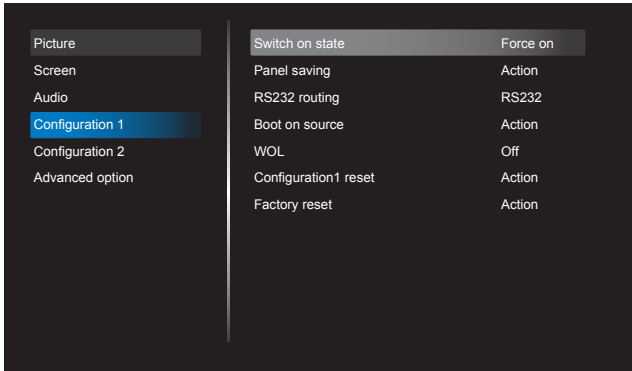 Picture
Screen
Audio
Configuration 1
Configuration 2
Advanced option
Switch on state Force on
Panel saving Action
RS232 routing RS232
Boot on source Action
WOL Off
Configuration1 reset Action
Factory reset Action